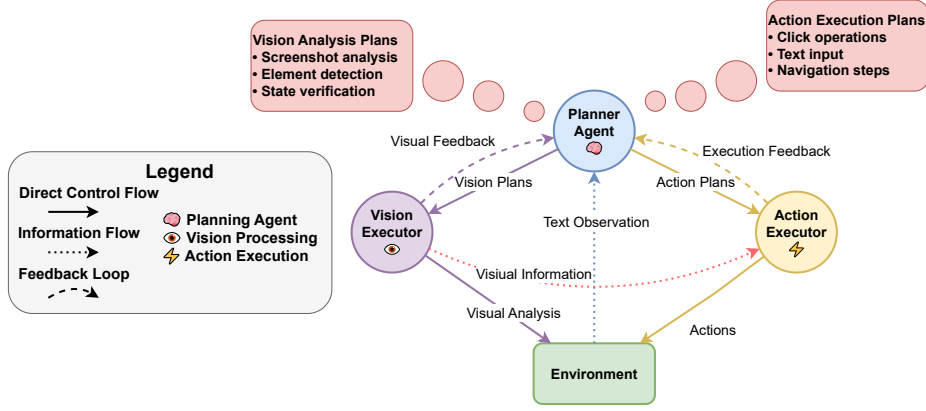 Vision Analysis Plans
• Screenshot analysis
• Element detection
• State verification
Action Execution Plans
• Click operations
• Text input
• Navigation steps
Planner
Agent
Visual Feedback
Execution Feedback
Vision Plans
Action Plans
Legend
Direct Control Flow
Information Flow
Feedback Loop
Planning Agent
Vision Processing
Action Execution
Vision
Executor
Text Observation
Action
Executor
Visiual Information
Visual Analysis
Actions
Environment